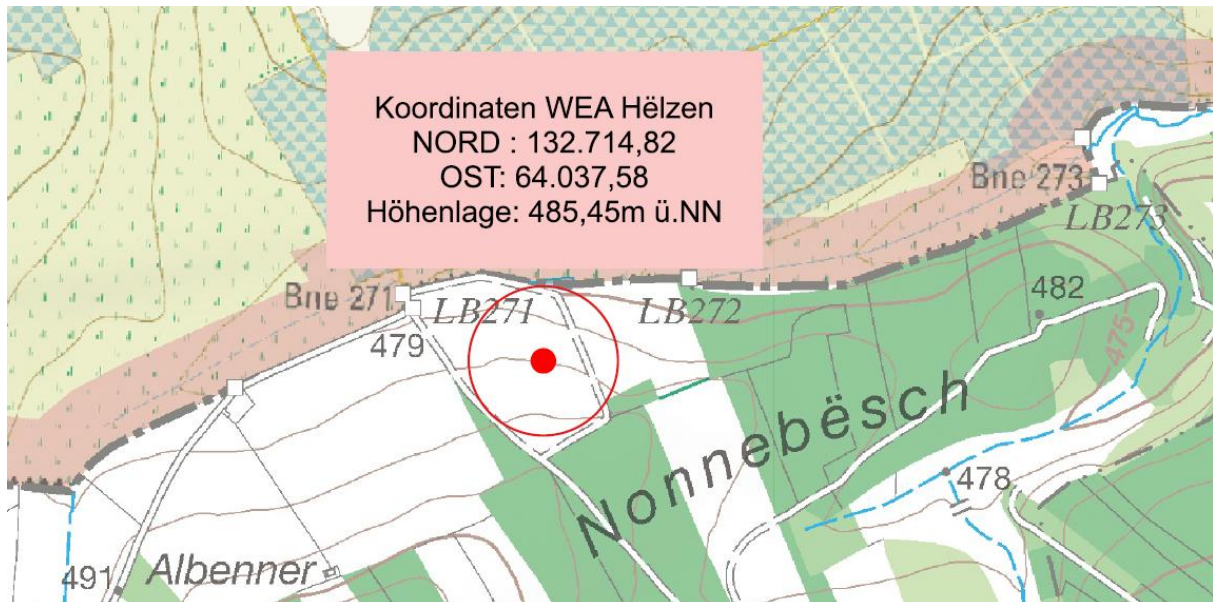 Koordinaten WEA Hëlzen
NORD : 132.714,82
OST: 64.037,58
Höhenlage: 485,45m ü.NN
Bne 273
LB273
Bne 271
LB271
LB272
482
479
475
Nonnebësch
478
491
Albenner